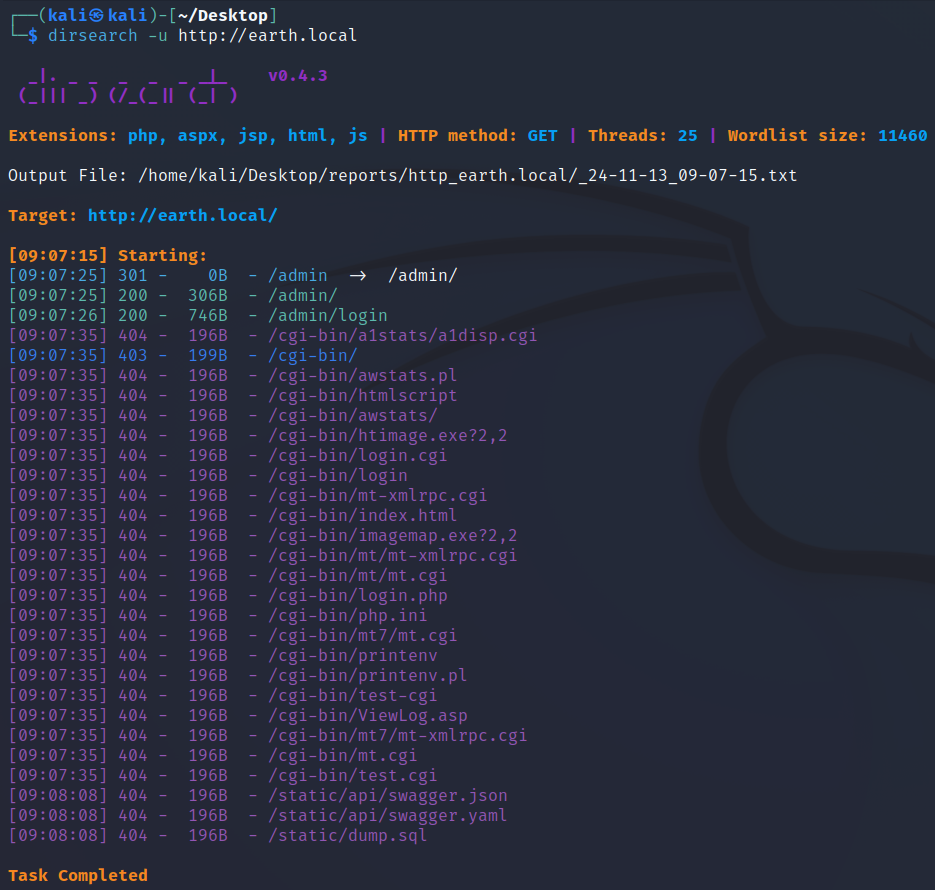 ┌──(kali㉿kali)-[~/Desktop]
└─$ dirsearch -u http://earth.local
  _|. _ _  _  _  _ _|_    v0.4.3
 (_||| _) (/_(_|| (_| )
Extensions: php, aspx, jsp, html, js | HTTP method: GET | Threads: 25 | Wordlist size: 11460
Output File: /home/kali/Desktop/reports/http_earth.local/_24-11-13_09-07-15.txt
Target: http://earth.local/
[09:07:15] Starting:
[09:07:25] 301 -    0B  - /admin  ->  /admin/
[09:07:25] 200 -  306B  - /admin/
[09:07:26] 200 -  746B  - /admin/login
[09:07:35] 404 -  196B  - /cgi-bin/a1stats/a1disp.cgi
[09:07:35] 403 -  199B  - /cgi-bin/
[09:07:35] 404 -  196B  - /cgi-bin/awstats.pl
[09:07:35] 404 -  196B  - /cgi-bin/htmlscript
[09:07:35] 404 -  196B  - /cgi-bin/awstats/
[09:07:35] 404 -  196B  - /cgi-bin/htimage.exe?2,2
[09:07:35] 404 -  196B  - /cgi-bin/login.cgi
[09:07:35] 404 -  196B  - /cgi-bin/login
[09:07:35] 404 -  196B  - /cgi-bin/mt-xmlrpc.cgi
[09:07:35] 404 -  196B  - /cgi-bin/index.html
[09:07:35] 404 -  196B  - /cgi-bin/imagemap.exe?2,2
[09:07:35] 404 -  196B  - /cgi-bin/mt/mt-xmlrpc.cgi
[09:07:35] 404 -  196B  - /cgi-bin/mt/mt.cgi
[09:07:35] 404 -  196B  - /cgi-bin/login.php
[09:07:35] 404 -  196B  - /cgi-bin/php.ini
[09:07:35] 404 -  196B  - /cgi-bin/mt7/mt.cgi
[09:07:35] 404 -  196B  - /cgi-bin/printenv
[09:07:35] 404 -  196B  - /cgi-bin/printenv.pl
[09:07:35] 404 -  196B  - /cgi-bin/test-cgi
[09:07:35] 404 -  196B  - /cgi-bin/ViewLog.asp
[09:07:35] 404 -  196B  - /cgi-bin/mt7/mt-xmlrpc.cgi
[09:07:35] 404 -  196B  - /cgi-bin/mt.cgi
[09:07:35] 404 -  196B  - /cgi-bin/test.cgi
[09:08:08] 404 -  196B  - /static/api/swagger.json
[09:08:08] 404 -  196B  - /static/api/swagger.yaml
[09:08:08] 404 -  196B  - /static/dump.sql
Task Completed